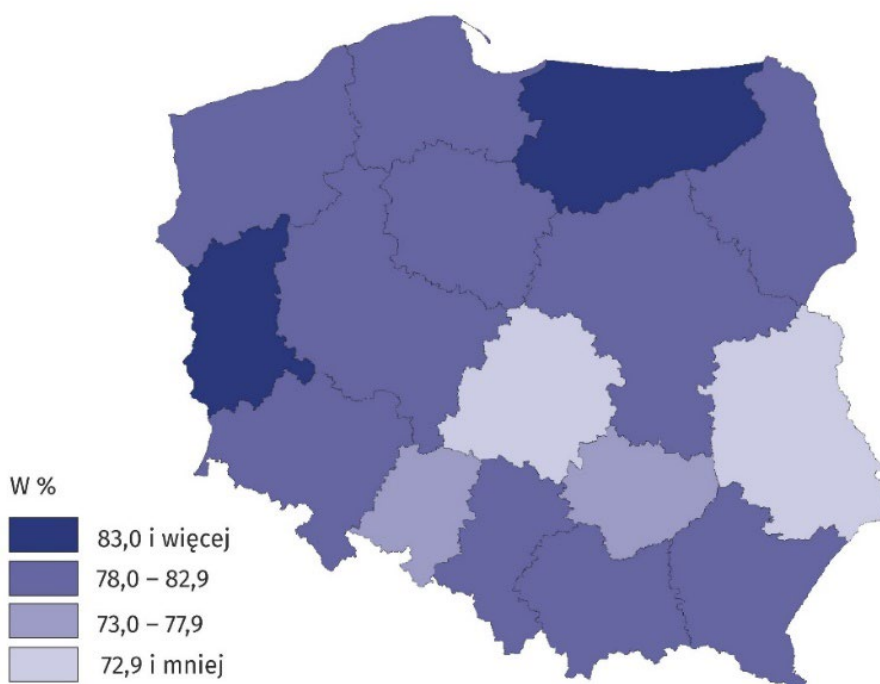 W %
83,0 i więcej
78,0 – 82,9
73,0 – 77,9
72,9 i mniej